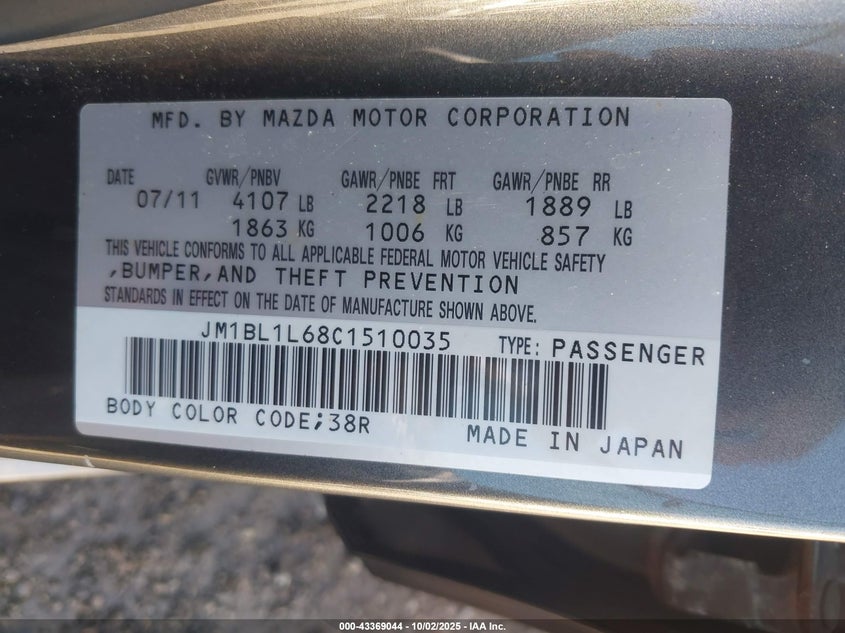 MFD. BY MAZDA MOTOR CORPORATION
DATE GVWR/PNBV GAWR/PNBE FRT GAWR/PNBE RR
07/11 4107 LB 2218 LB 1889 LB
1863 KG 1006 KG 857 KG
THIS VEHICLE CONFORMS TO ALL APPLICABLE FEDERAL MOTOR VEHICLE SAFETY
,BUMPER,AND THEFT PREVENTION
STANDARDS IN EFFECT ON THE DATE OF MANUFACTURE SHOWN ABOVE.
JM1BL1L68C1510035 TYPE: PASSENGER
BODY COLOR CODE;38R
MADE IN JAPAN
000-43369044 | 10/02/2025 - IAA Inc.